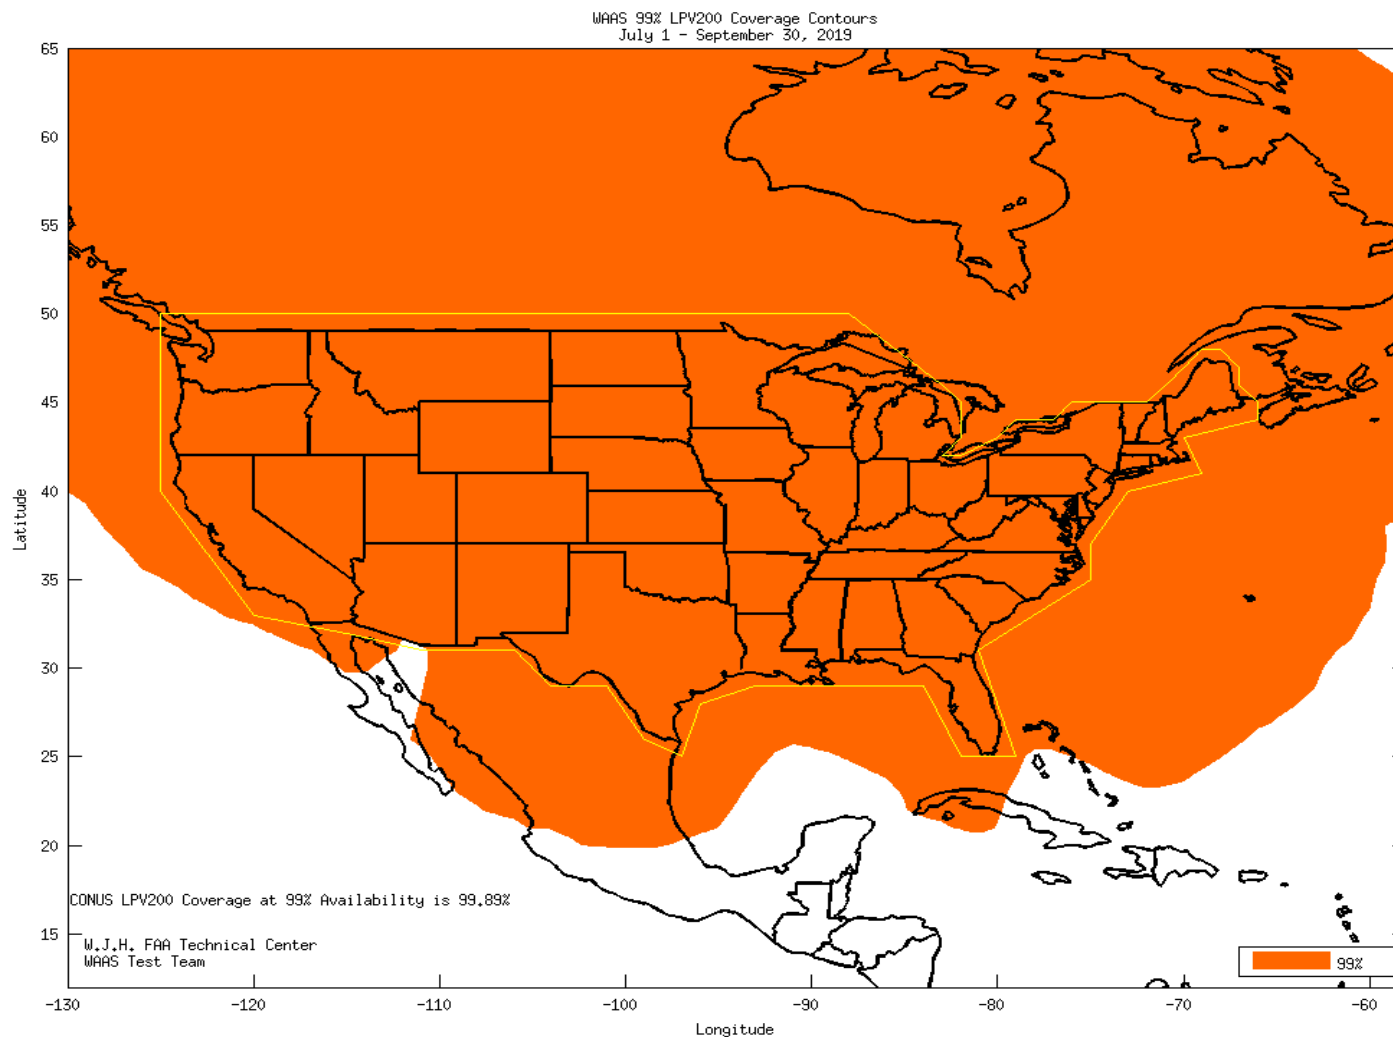 WAAS 99% LPV200 Coverage Contours
July 1 - September 30, 2019
65
60
55
50
45
40
35
30
25
20
15
Latitude
CONUS LPV200 Coverage at 99% Availability is 99.89%
W.J.H. FAA Technical Center
WAAS Test Team
99%
-130 -120 -110 -100 -90 -80 -70 -60
Longitude